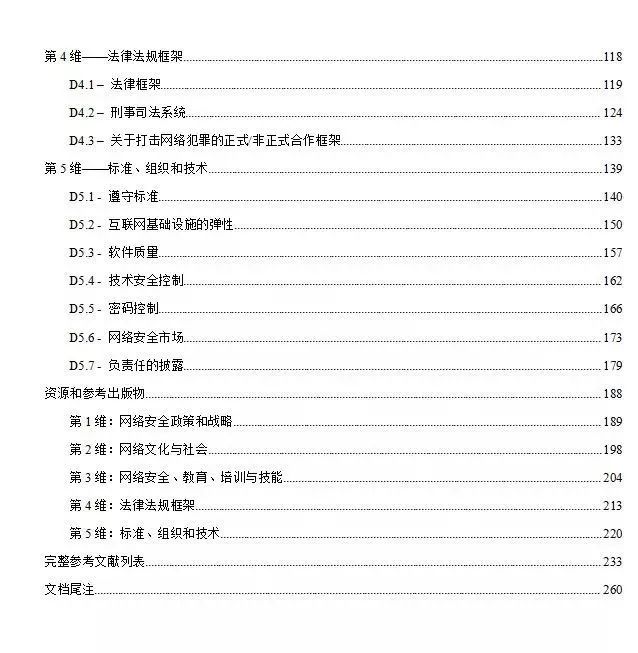 第 4 维——法律法规框架........118
D4.1 – 法律框架........119
D4.2 – 刑事司法系统........124
D4.3 – 关于打击网络犯罪的正式/非正式合作框架........133
第 5 维——标准、组织和技术........139
D5.1 - 遵守标准........140
D5.2 - 互联网基础设施的弹性........150
D5.3 - 软件质量........157
D5.4 - 技术安全控制........162
D5.5 - 密码控制........166
D5.6 - 网络安全市场........173
D5.7 - 负责任的披露........179
资源和参考出版物........188
第 1 维：网络安全政策和战略........189
第 2 维：网络文化与社会........198
第 3 维：网络安全、教育、培训与技能........204
第 4 维：法律法规框架........213
第 5 维：标准、组织和技术........220
完整参考文献列表........233
文档尾注........260